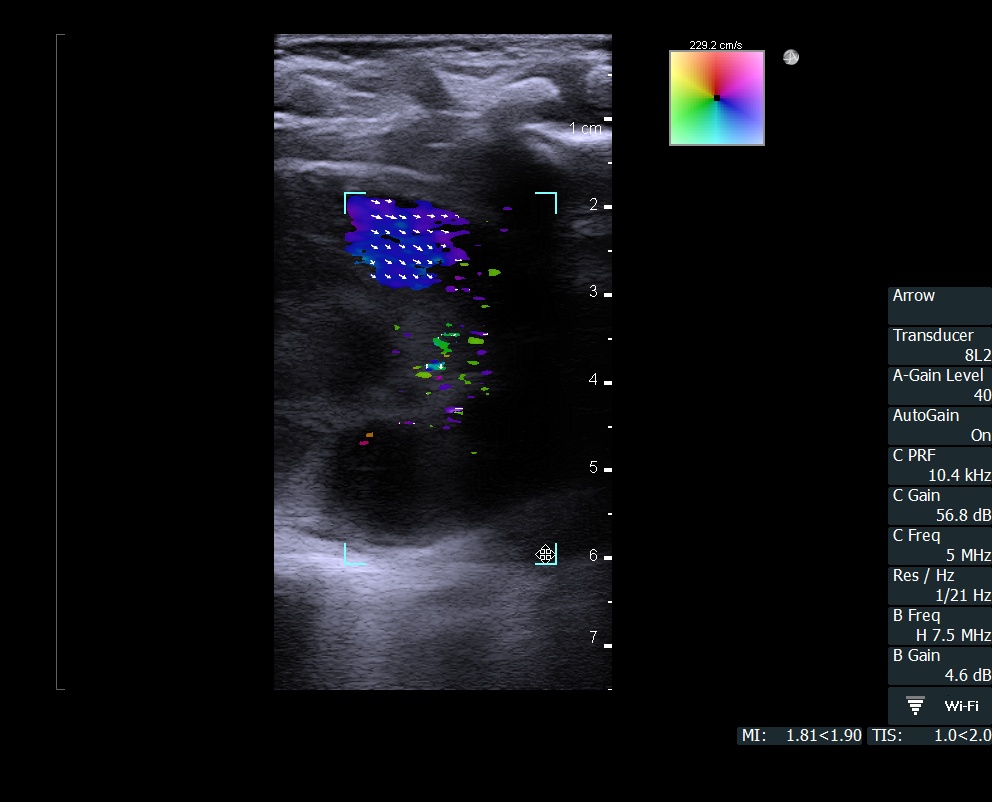 229.2 cm/s
1 cm
2
3
4
5
6
7
Arrow
Transducer
8L2
A-Gain Level
40
AutoGain
On
C PRF
10.4 kHz
C Gain
56.8 dB
C Freq
5 MHz
Res / Hz
1/21 Hz
B Freq
H 7.5 MHz
B Gain
4.6 dB
Wi-Fi
MI: 1.81<1.90 TIS: 1.0<2.0